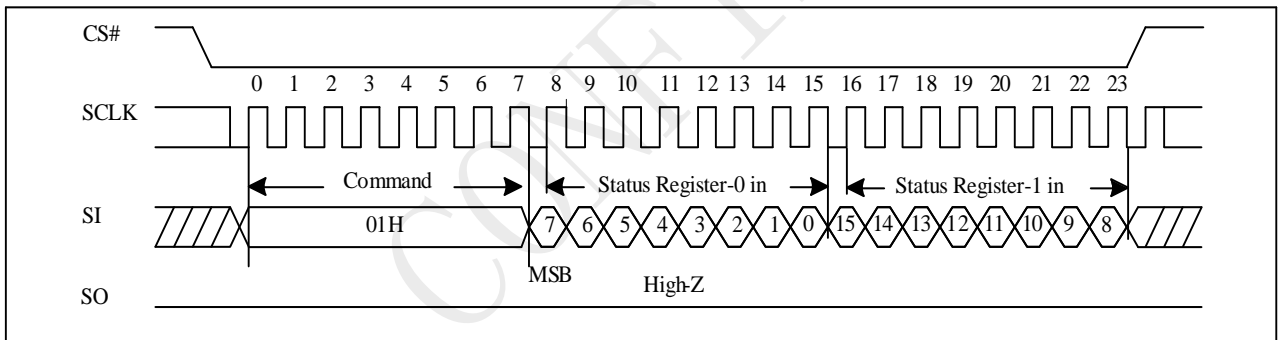 CS#
0 1 2 3 4 5 6 7 8 9 10 11 12 13 14 15 16 17 18 19 20 21 22 23
SCLK
Command Status Register-0 in Status Register-1 in
SI 01H 7 6 5 4 3 2 1 0 15 14 13 12 11 10 9 8
MSB High-Z
SO